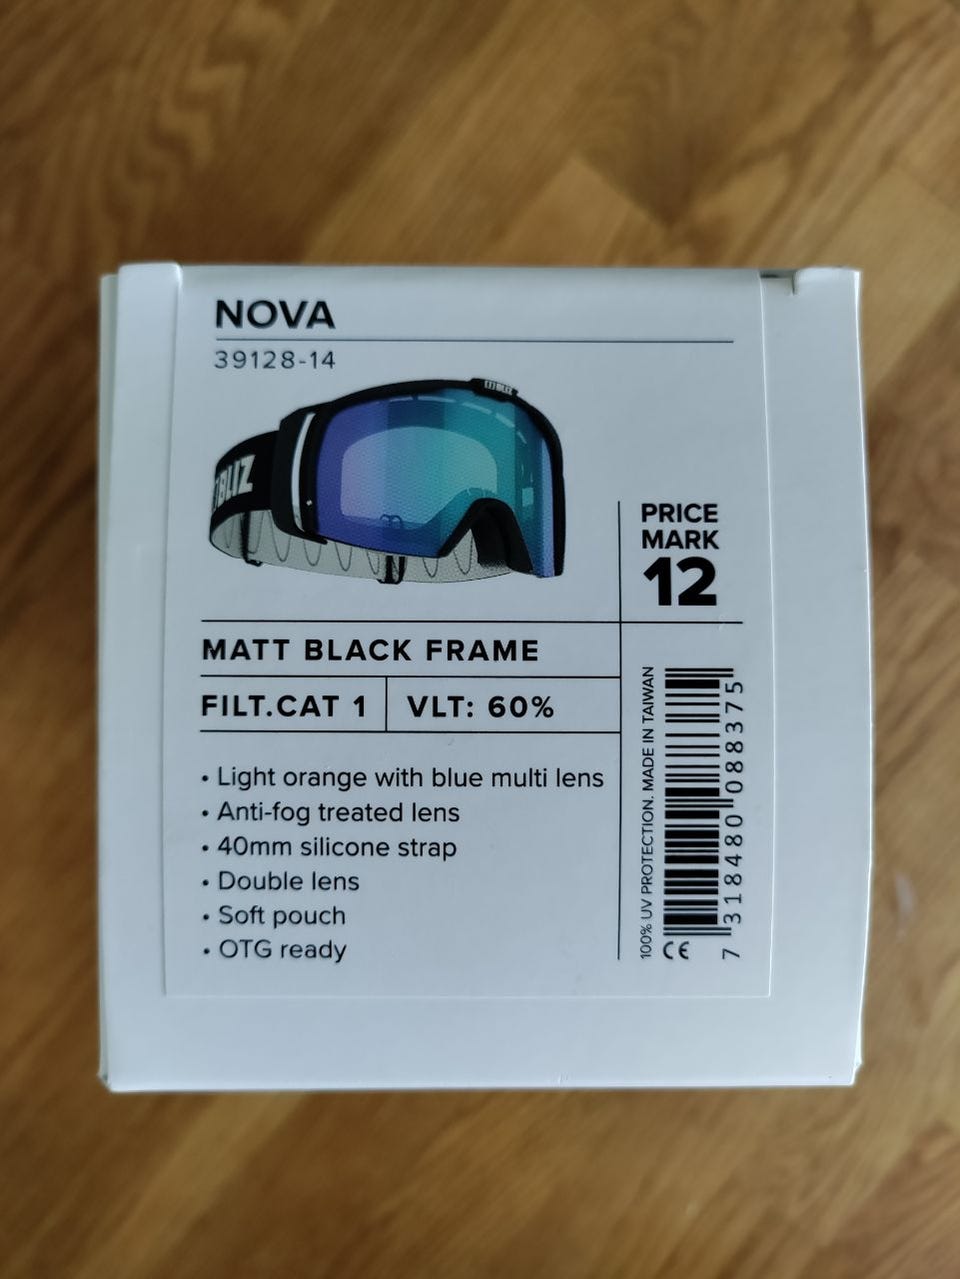 NOVA
39128-14
BLIZ
BLIZ
PRICE
MARK
12
MATT BLACK FRAME
FILT.CAT 1
VLT: 60%
• Light orange with blue multi lens
• Anti-fog treated lens
• 40mm silicone strap
• Double lens
• Soft pouch
• OTG ready
100% UV PROTECTION. MADE IN TAIWAN
CE
7 318480 088375